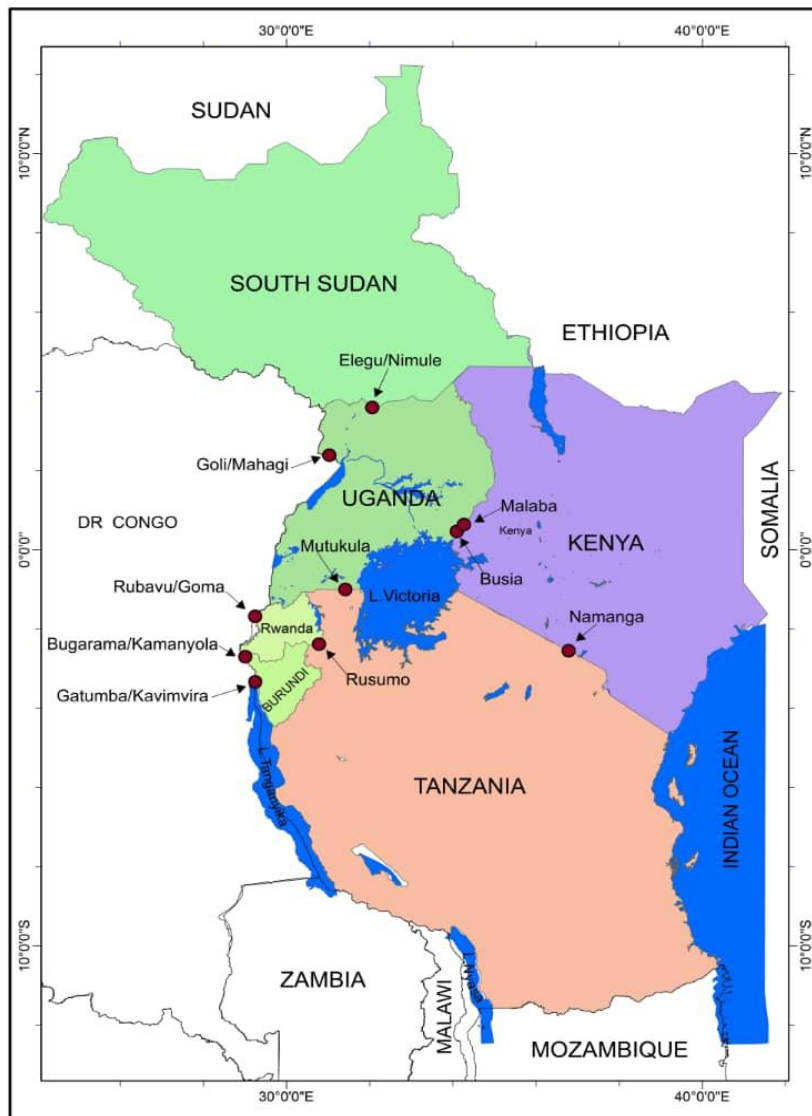 30°0'0"E
40°0'0"E
SUDAN
10°0'0"N
10°0'0"N
SOUTH SUDAN
ETHIOPIA
Elegu/Nimule
Goli/Mahagi
UGANDA
Malaba
DR CONGO
Kenya
KENYA
SOMALIA
Mutukula
0°0'0"
0°0'0"
Busia
Rubavu/Goma
L.Victoria
Namanga
Rwanda
Bugarama/Kamanyola
Rusumo
Gatumba/Kavimvira
BURUNDI
L.Tanganyika
TANZANIA
INDIAN OCEAN
10°0'0"S
10°0'0"S
ZAMBIA
L.Nyasa
MALAWI
MOZAMBIQUE
30°0'0"E
40°0'0"E